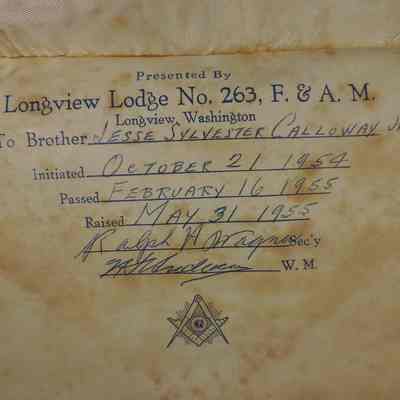 Presented By
Longview Lodge No. 263, F. & A. M.
Longview, Washington
To Brother JESSE SYLVESTER CALLOWAY JR
Initiated OCTOBER 21 1954
Passed FEBRUARY 16 1955
Raised MAY 31 1955
Ralph H Wagner Sec'y
W. M.
G